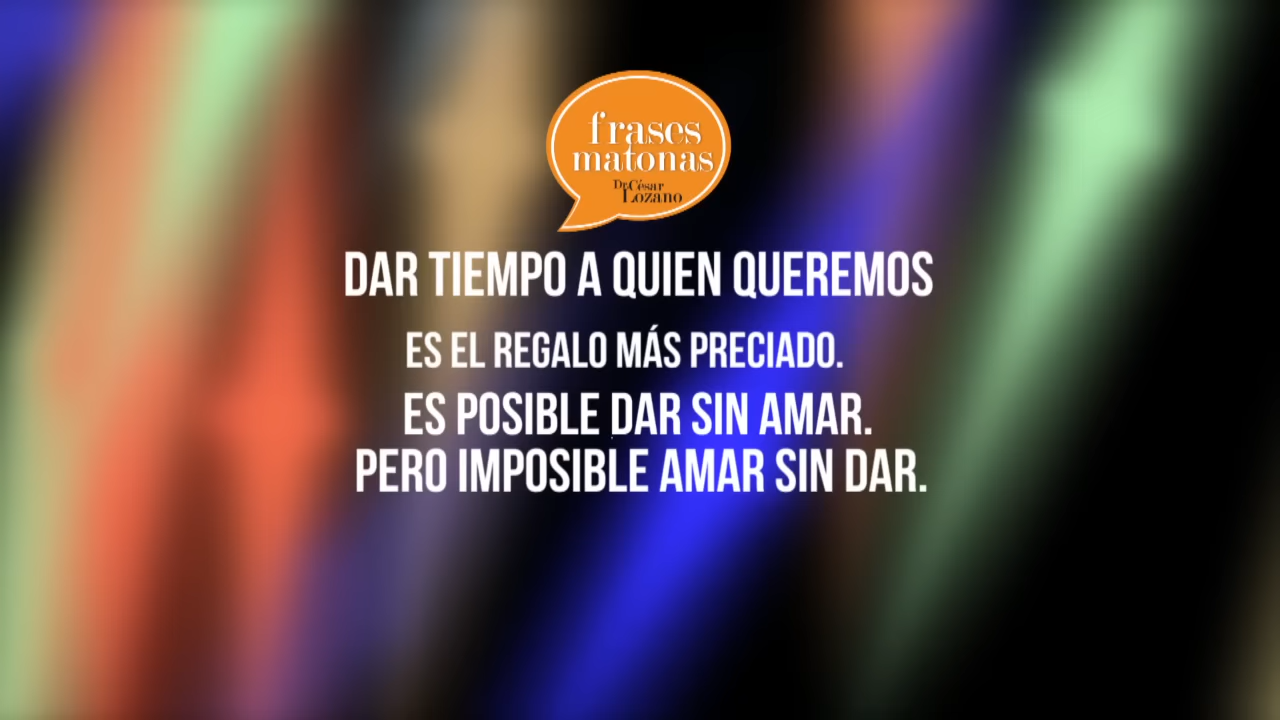 frases
matonas
Dr. César
Lozano
DAR TIEMPO A QUIEN QUEREMOS
ES EL REGALO MÁS PRECIADO.
ES POSIBLE DAR SIN AMAR.
PERO IMPOSIBLE AMAR SIN DAR.